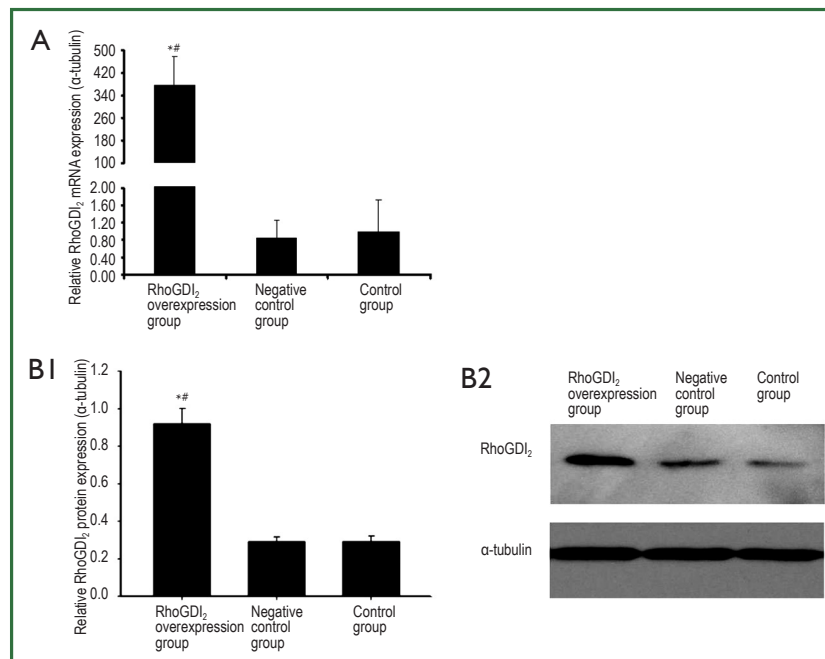 A
Relative RhoGDI₂ mRNA expression (α-tubulin)
500
420
340
260
180
100
2.00
1.60
1.20
0.80
0.40
0.00
*#
RhoGDI₂
overexpression
group
Negative
control
group
Control
group
B1
Relative RhoGDI₂ protein expression (α-tubulin)
1.2
1.0
0.8
0.6
0.4
0.2
0.0
*#
RhoGDI₂
overexpression
group
Negative
control
group
Control
group
B2
RhoGDI₂
overexpression
group
Negative
control
group
Control
group
RhoGDI₂
α-tubulin